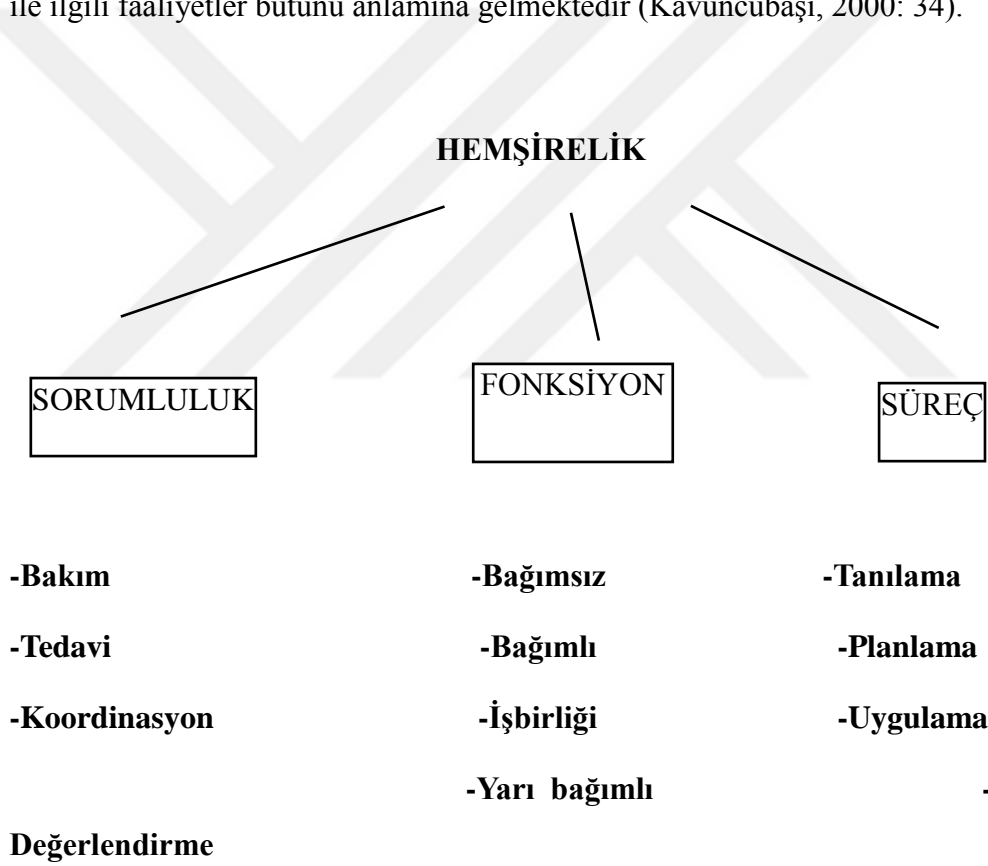 ile ilgili faaliyetler bütünü anlamına gelmektedir (Kavuncubaşı, 2000: 34).
HEMŞİRELİK
SORUMLULUK FONKSİYON SÜREÇ
-Bakım -Bağımsız -Tanılama
-Tedavi -Bağımlı -Planlama
-Koordinasyon -İşbirliği -Uygulama
-Yarı bağımlı -
Değerlendirme